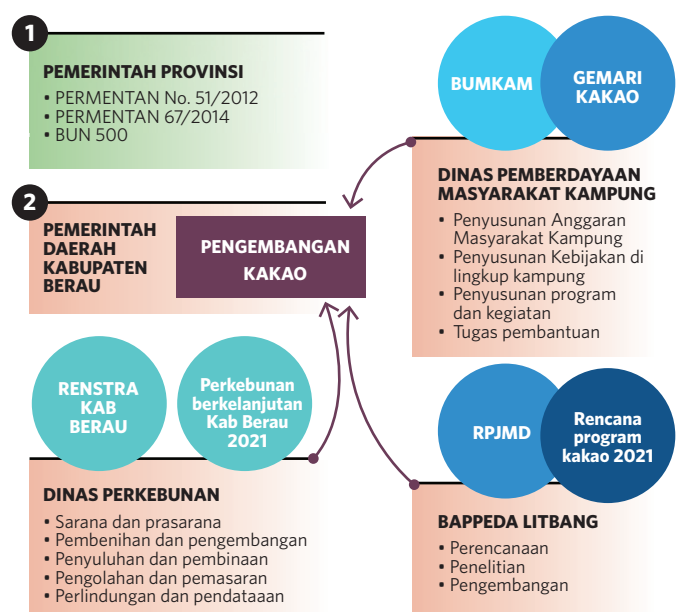 1
PEMERINTAH PROVINSI
• PERMENTAN No. 51/2012
• PERMENTAN 67/2014
• BUN 500
2
PEMERINTAH
DAERAH
KABUPATEN
BERAU
PENGEMBANGAN
KAKAO
BUMKAM
GEMARI
KAKAO
DINAS PEMBERDAYAAN
MASYARAKAT KAMPUNG
• Penyusunan Anggaran
Masyarakat Kampung
• Penyusunan Kebijakan di
lingkup kampung
• Penyusunan program
dan kegiatan
• Tugas pembantuan
RENSTRA
KAB
BERAU
Perkebunan
berkelanjutan
Kab Berau
2021
DINAS PERKEBUNAN
• Sarana dan prasarana
• Pembenihan dan pengembangan
• Penyuluhan dan pembinaan
• Pengolahan dan pemasaran
• Perlindungan dan pendataaan
RPJMD
Rencana
program
kakao 2021
BAPPEDA LITBANG
• Perencanaan
• Penelitian
• Pengembangan